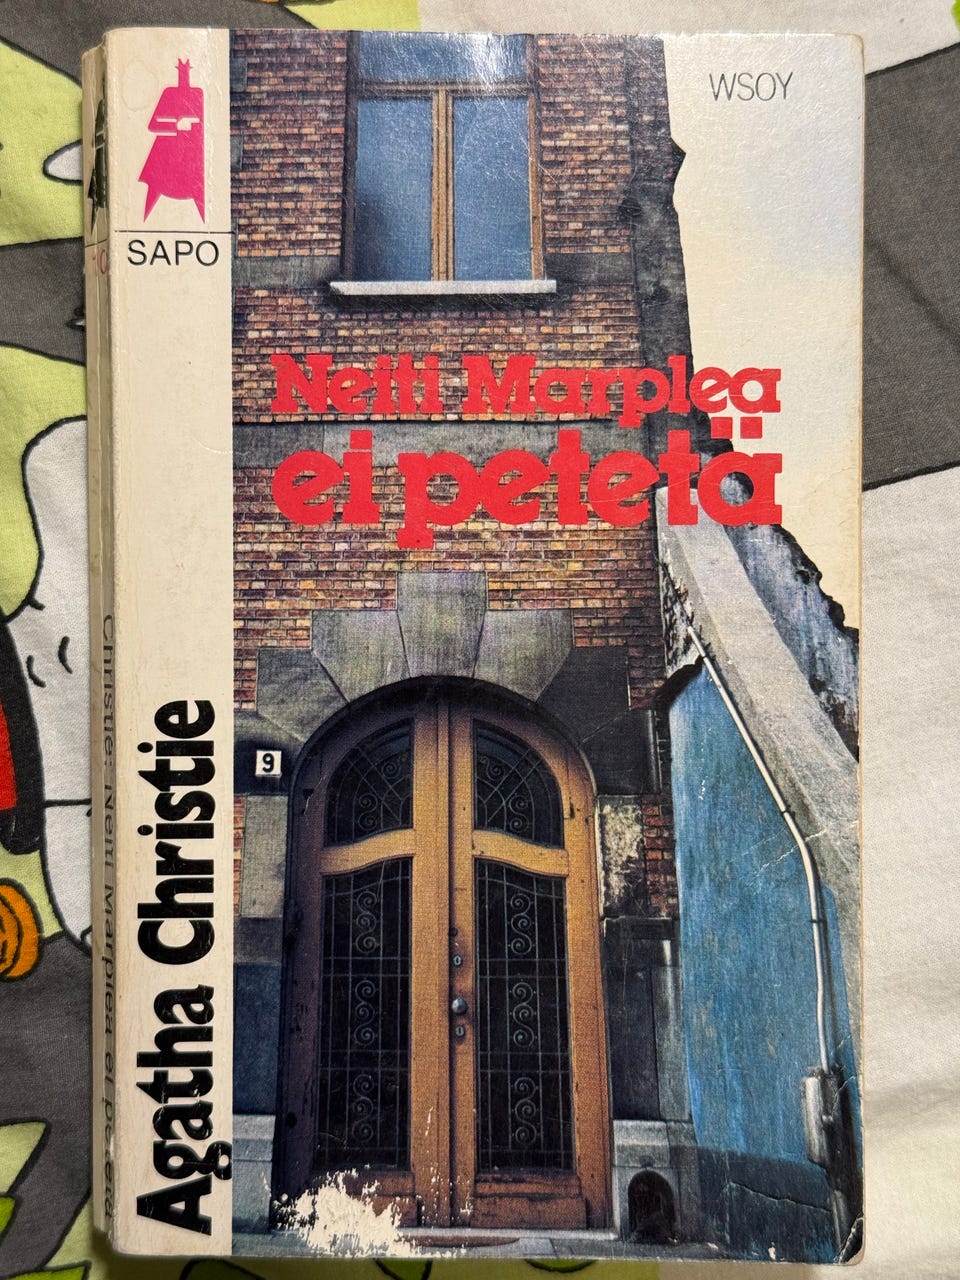 WSOY
SAPO
Neiti Marplea
ei petetä
Agatha Christie
9
Christie: Neiti Marplea ei petetä